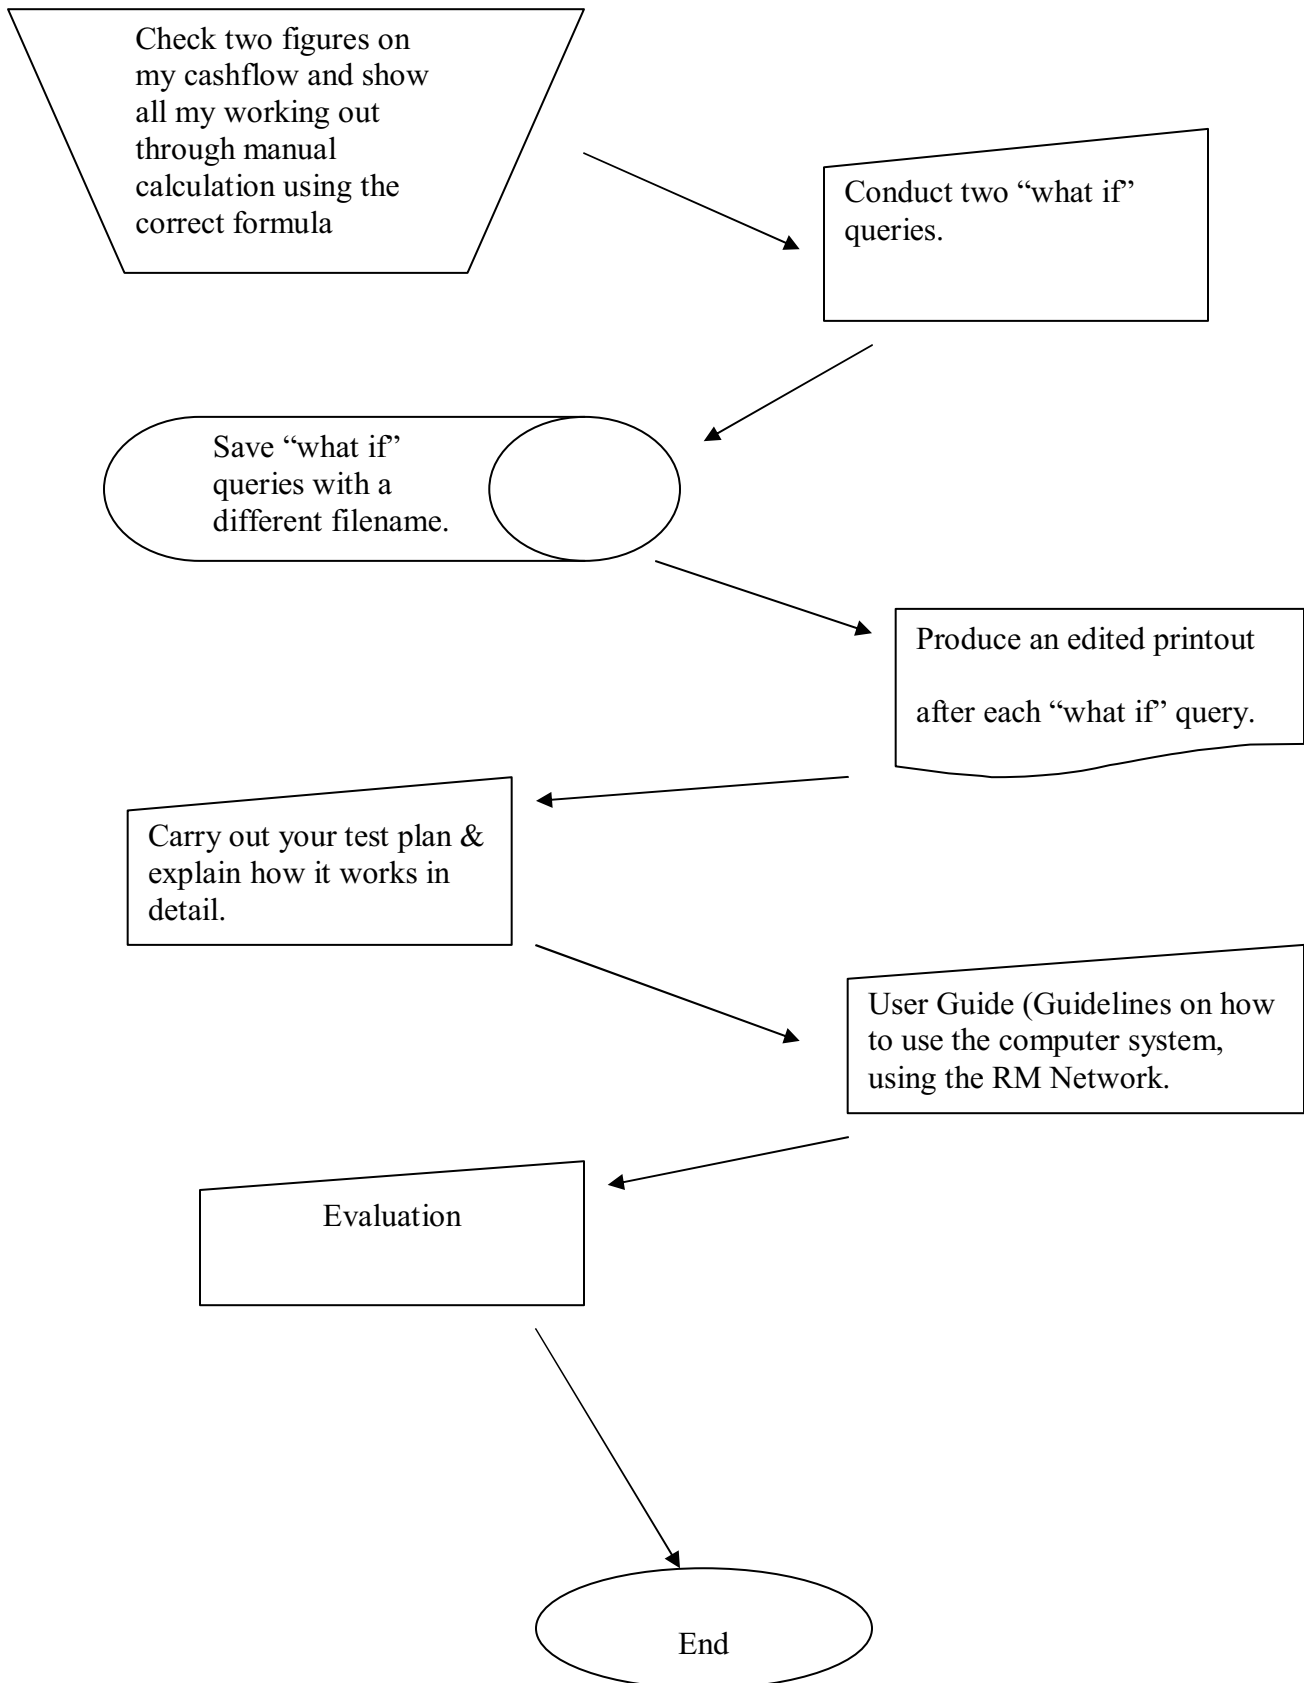 Check two figures on
my cashflow and show
all my working out
through manual
calculation using the
correct formula
Conduct two “what if”
queries.
Save “what if”
queries with a
different filename.
Produce an edited printout
after each “what if” query.
Carry out your test plan &
explain how it works in
detail.
User Guide (Guidelines on how
to use the computer system,
using the RM Network.
Evaluation
End